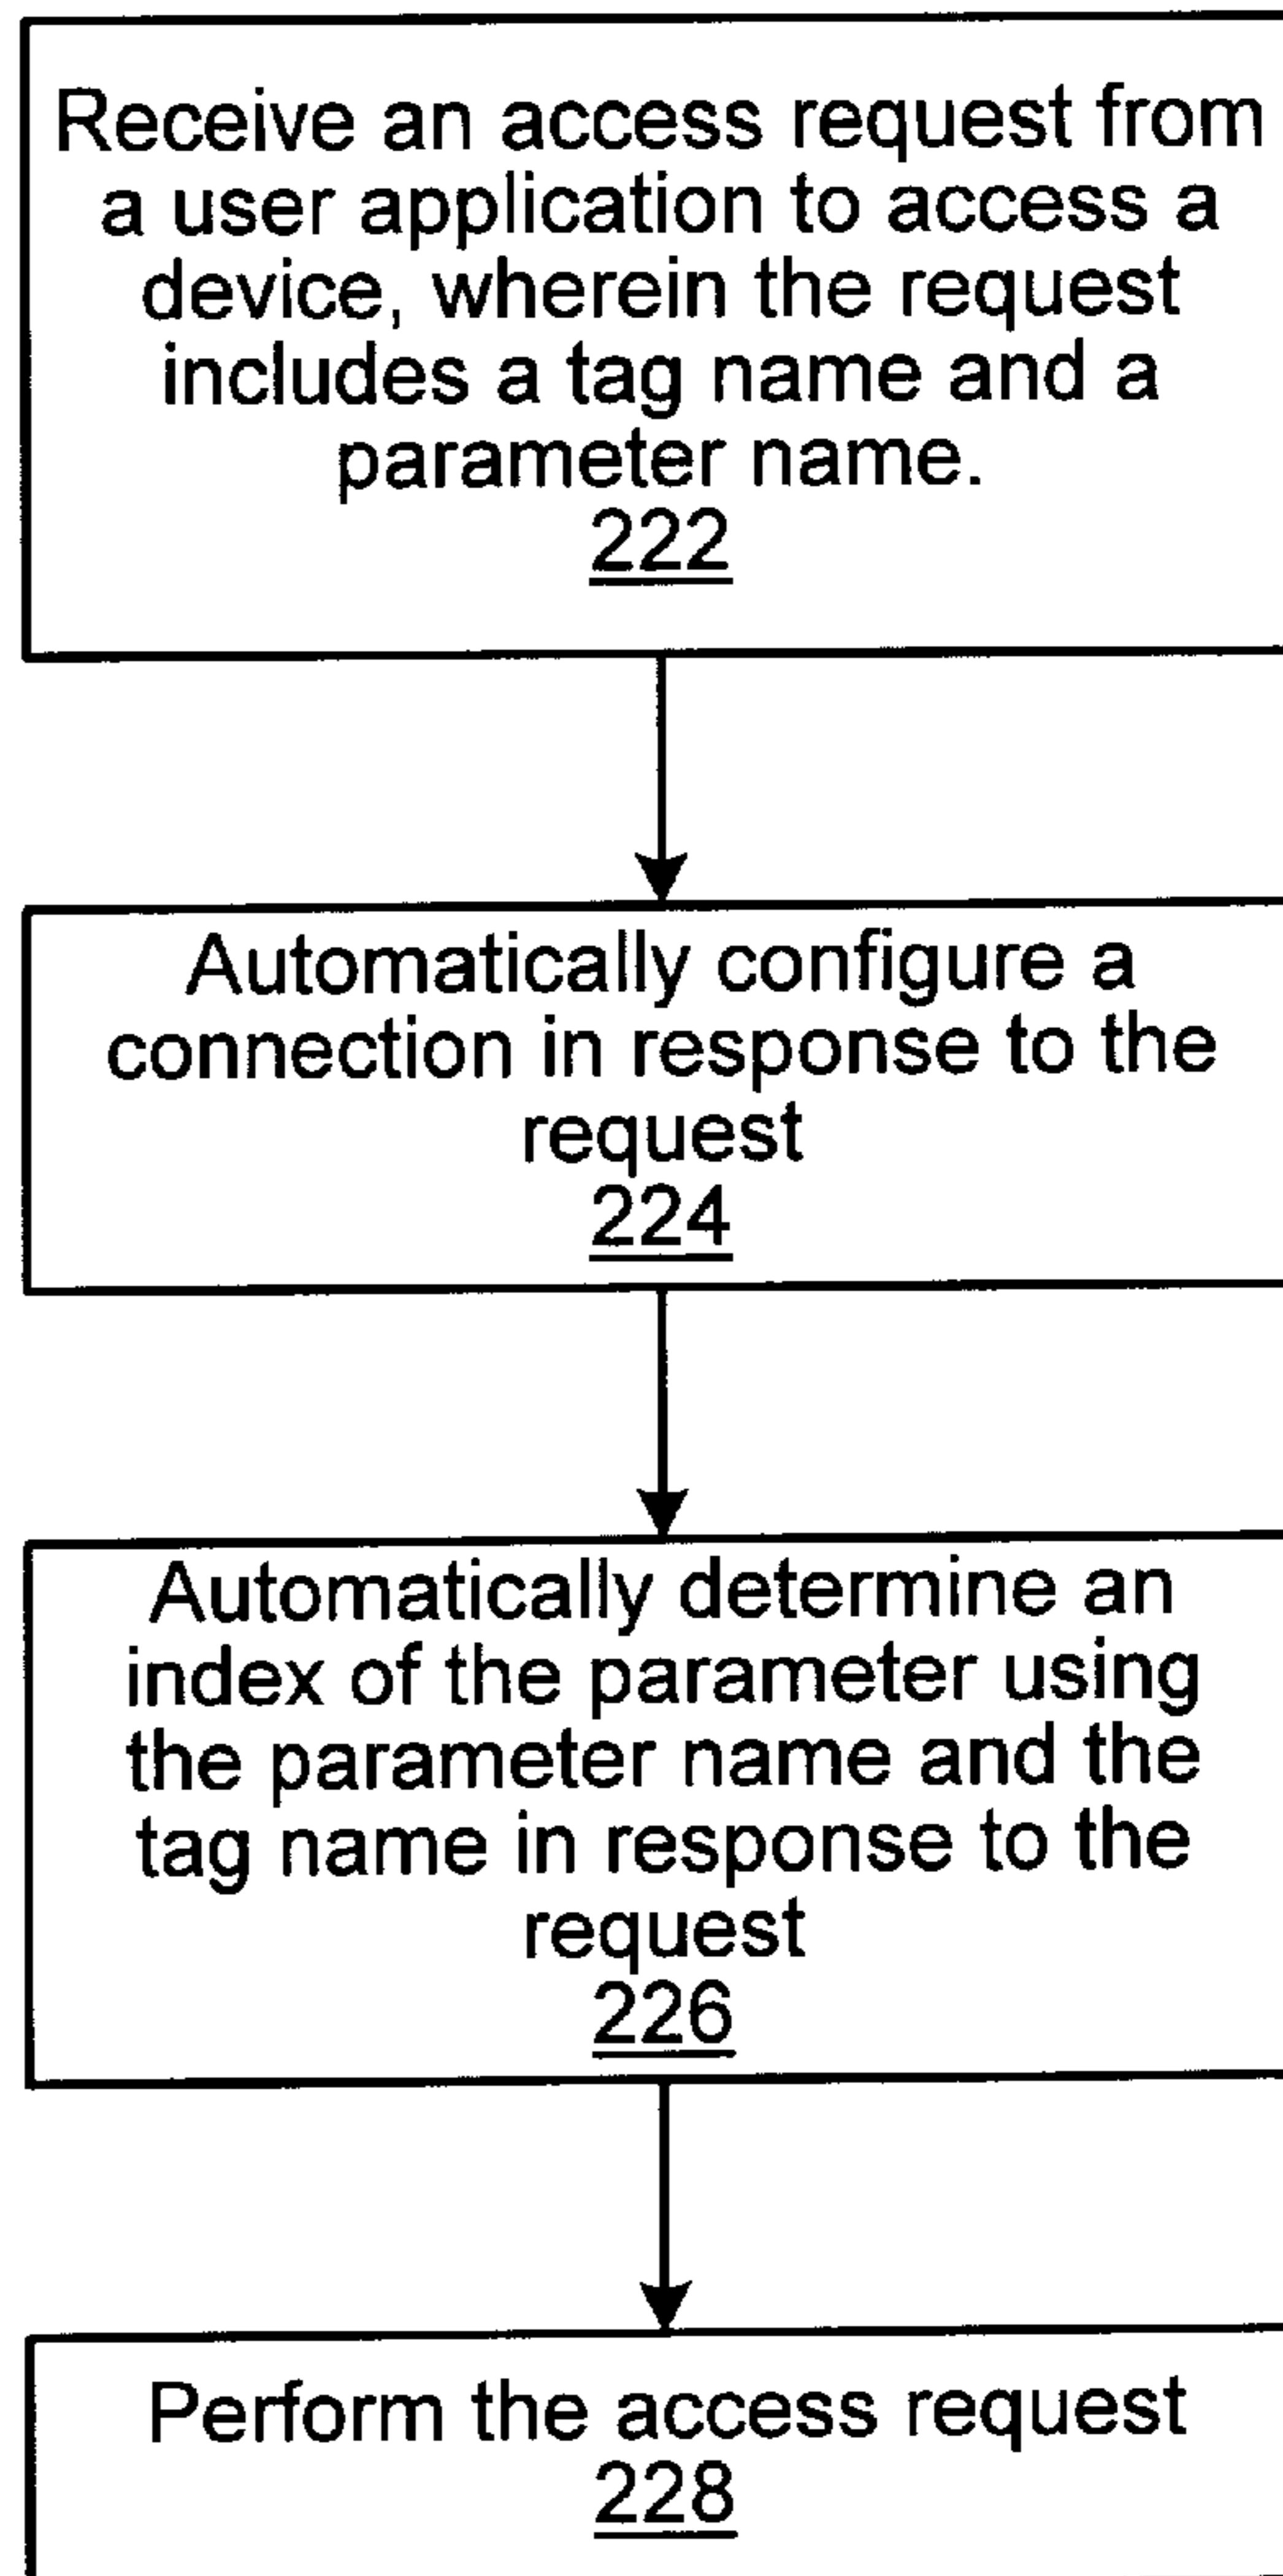 Receive an access request from
a user application to access a
device, wherein the request
includes a tag name and a
parameter name.
222
Automatically configure a
connection in response to the
request
224
Automatically determine an
index of the parameter using
the parameter name and the
tag name in response to the
request
226
Perform the access request
228